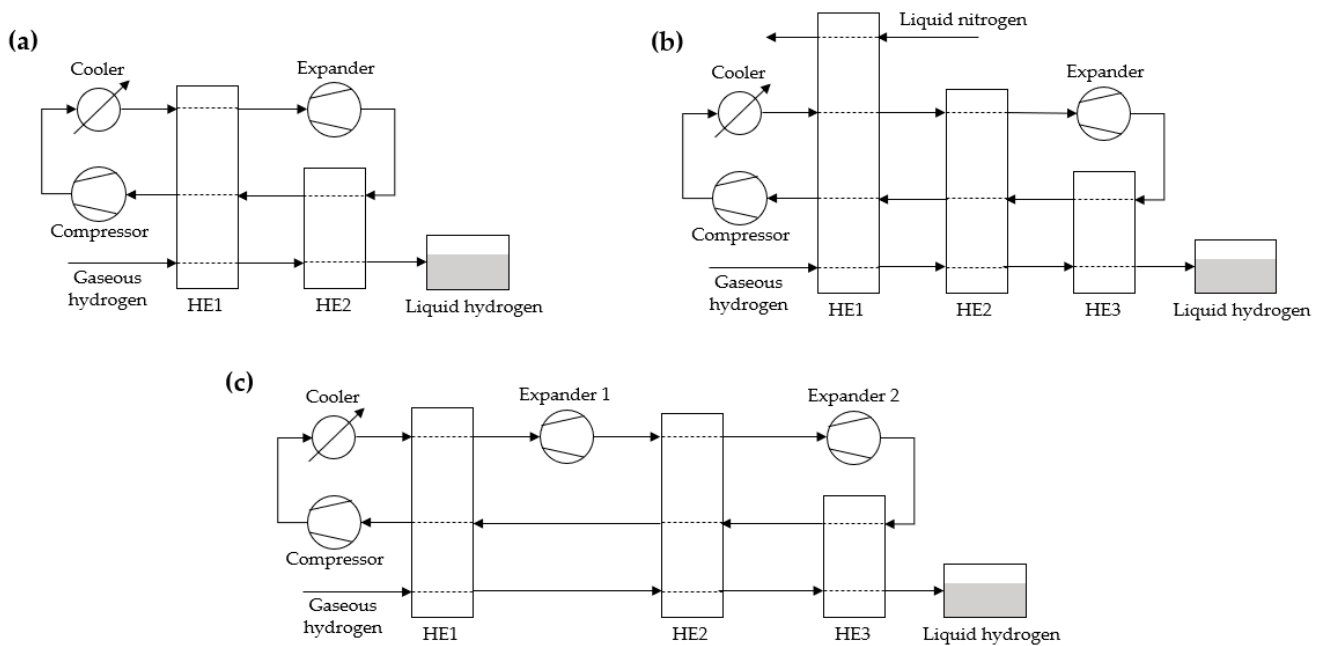 (a)
Cooler
Expander
Compressor
Gaseous
hydrogen
HE1
HE2
Liquid hydrogen
(b)
Liquid nitrogen
Cooler
Expander
Compressor
Gaseous
hydrogen
HE1
HE2
HE3
Liquid hydrogen
(c)
Cooler
Expander 1
Expander 2
Compressor
Gaseous
hydrogen
HE1
HE2
HE3
Liquid hydrogen